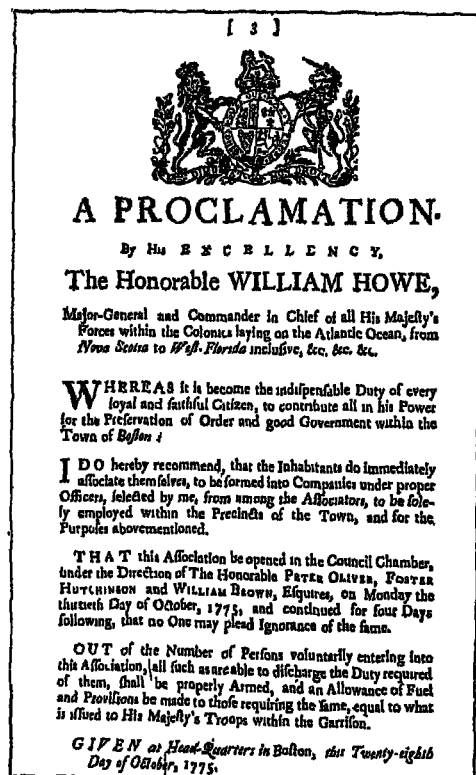 [ 3 ]
A PROCLAMATION.
By His EXCELLENCY,
The Honorable WILLIAM HOWE,
Major-General and Commander in Chief of all His Majeſty's
Forces within the Colonies laying on the Atlantic Ocean, from
Nova Scotia to Weſt-Florida incluſive, &c. &c. &c.
WHEREAS it is become the indiſpenſable Duty of every
loyal and faithful Citizen, to contribute all in his Power
for the Preſervation of Order and good Government within the
Town of Boſton :
I DO hereby recommend, that the Inhabitants do immediately
aſſociate themſelves, to be formed into Companies under proper
Officers, ſelected by me, from among the Aſſociators, to be ſole-
ly employed within the Precincts of the Town, and for the
Purpoſes abovementioned.
THAT this Aſſociation be opened in the Council Chamber,
under the Direction of The Honorable PETER OLIVER, FOSTER
HUTCHINSON and WILLIAM BROWN, Eſquires, on Monday the
thirtieth Day of October, 1775, and continued for four Days
following, that no One may plead Ignorance of the ſame.
OUT of the Number of Perſons voluntarily entering into
this Aſſociation, all ſuch as are able to diſcharge the Duty required
of them, ſhall be properly Armed, and an Allowance of Fuel
and Proviſions be made to thoſe requiring the ſame, equal to what
is iſſued to His Majeſty's Troops within the Garriſon.
GIVEN at Head-Quarters in Boſton, this Twenty-eighth
Day of October, 1775.